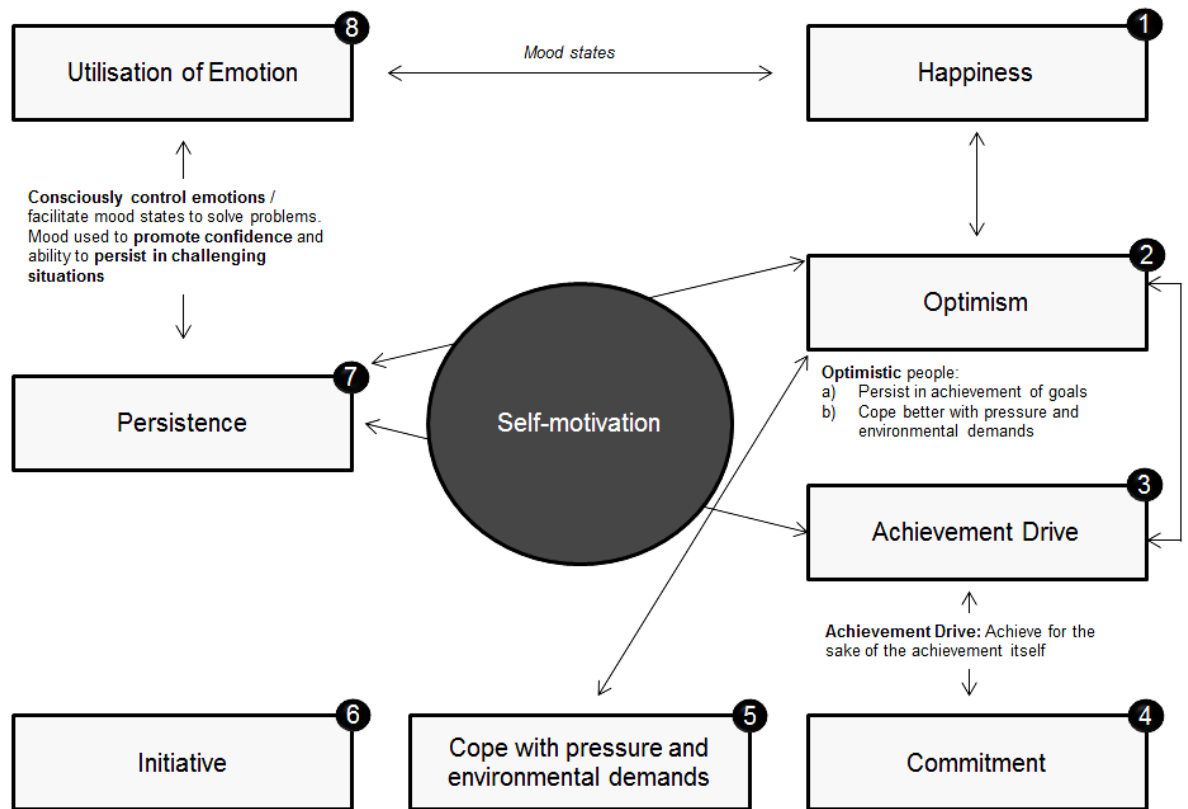 8
Utilisation of Emotion
Mood states
1
Happiness
Consciously control emotions /
facilitate mood states to solve problems.
Mood used to promote confidence and
ability to persist in challenging
situations
2
Optimism
Optimistic people:
a) Persist in achievement of goals
b) Cope better with pressure and
environmental demands
7
Persistence
Self-motivation
3
Achievement Drive
Achievement Drive: Achieve for the
sake of the achievement itself
6
Initiative
5
Cope with pressure and
environmental demands
4
Commitment